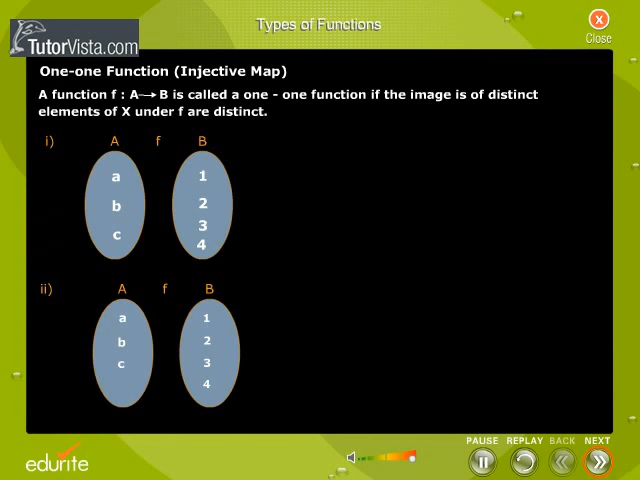 Types of Functions
X
Close
TutorVista.com
One-one Function (Injective Map)
A function f : A→B is called a one - one function if the image is of distinct
elements of X under f are distinct.
i) A f B
a 1
b 2
c 3
4
ii) A f B
a 1
b 2
c 3
4
edurite
PAUSE REPLAY BACK NEXT